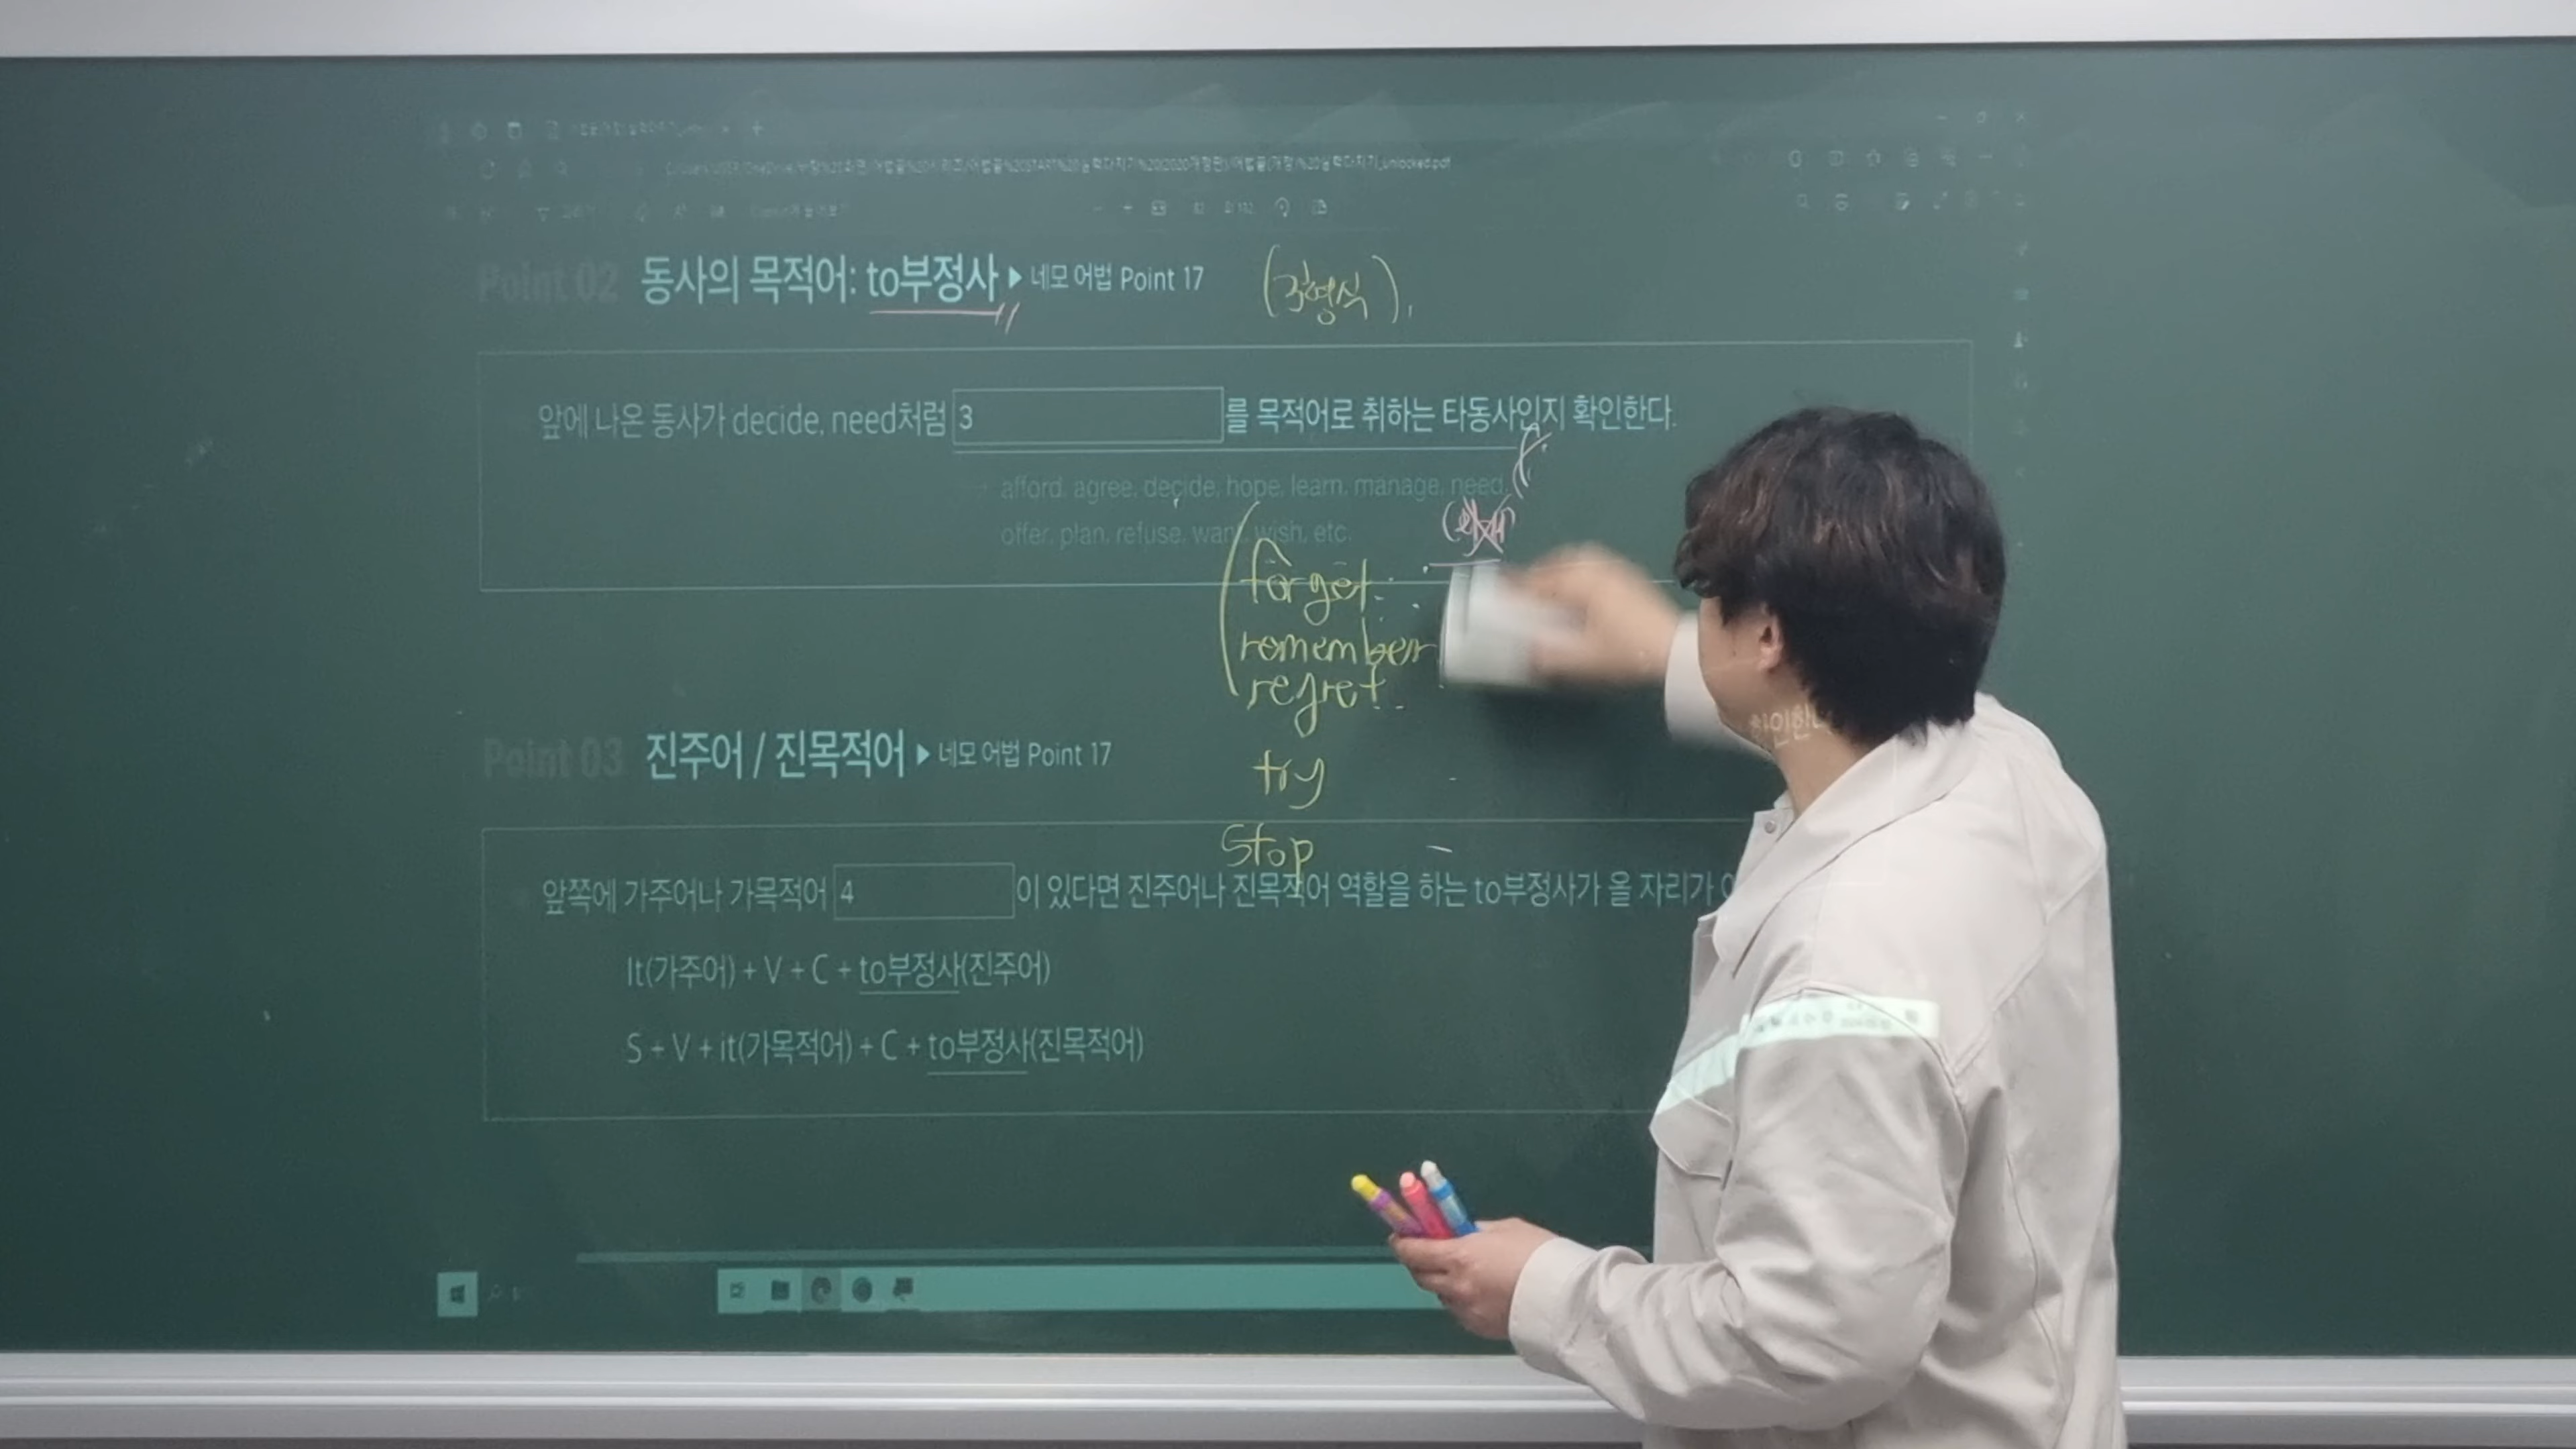 Point 02 동사의 목적어: to부정사 ▶ 네모 어법 Point 17
앞에 나온 동사가 decide, need처럼 3 를 목적어로 취하는 타동사인지 확인한다.
afford, agree, decide, hope, learn, manage, need,
offer, plan, refuse, want, wish, etc.
forget
remember
regret
try
stop
Point 03 진주어 / 진목적어 ▶ 네모 어법 Point 17
앞쪽에 가주어나 가목적어 4 이 있다면 진주어나 진목적어 역할을 하는 to부정사가 올 자리가
It(가주어) + V + C + to부정사(진주어)
S + V + it(가목적어) + C + to부정사(진목적어)